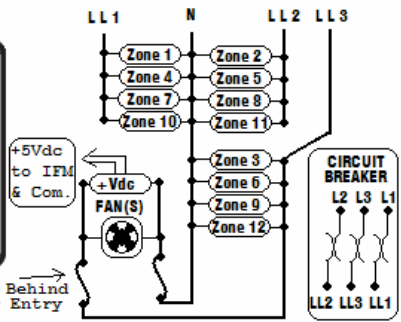 LL1 N LL2 LL3
Zone 1 Zone 2
Zone 4 Zone 5
Zone 7 Zone 8
Zone 10 Zone 11
Zone 3
Zone 6
Zone 9
Zone 12
+5Vdc
to IFM
& Com.
+Vdc
FAN(S)
Behind
Entry
CIRCUIT
BREAKER
L2 L3 L1
LL2 LL3 LL1